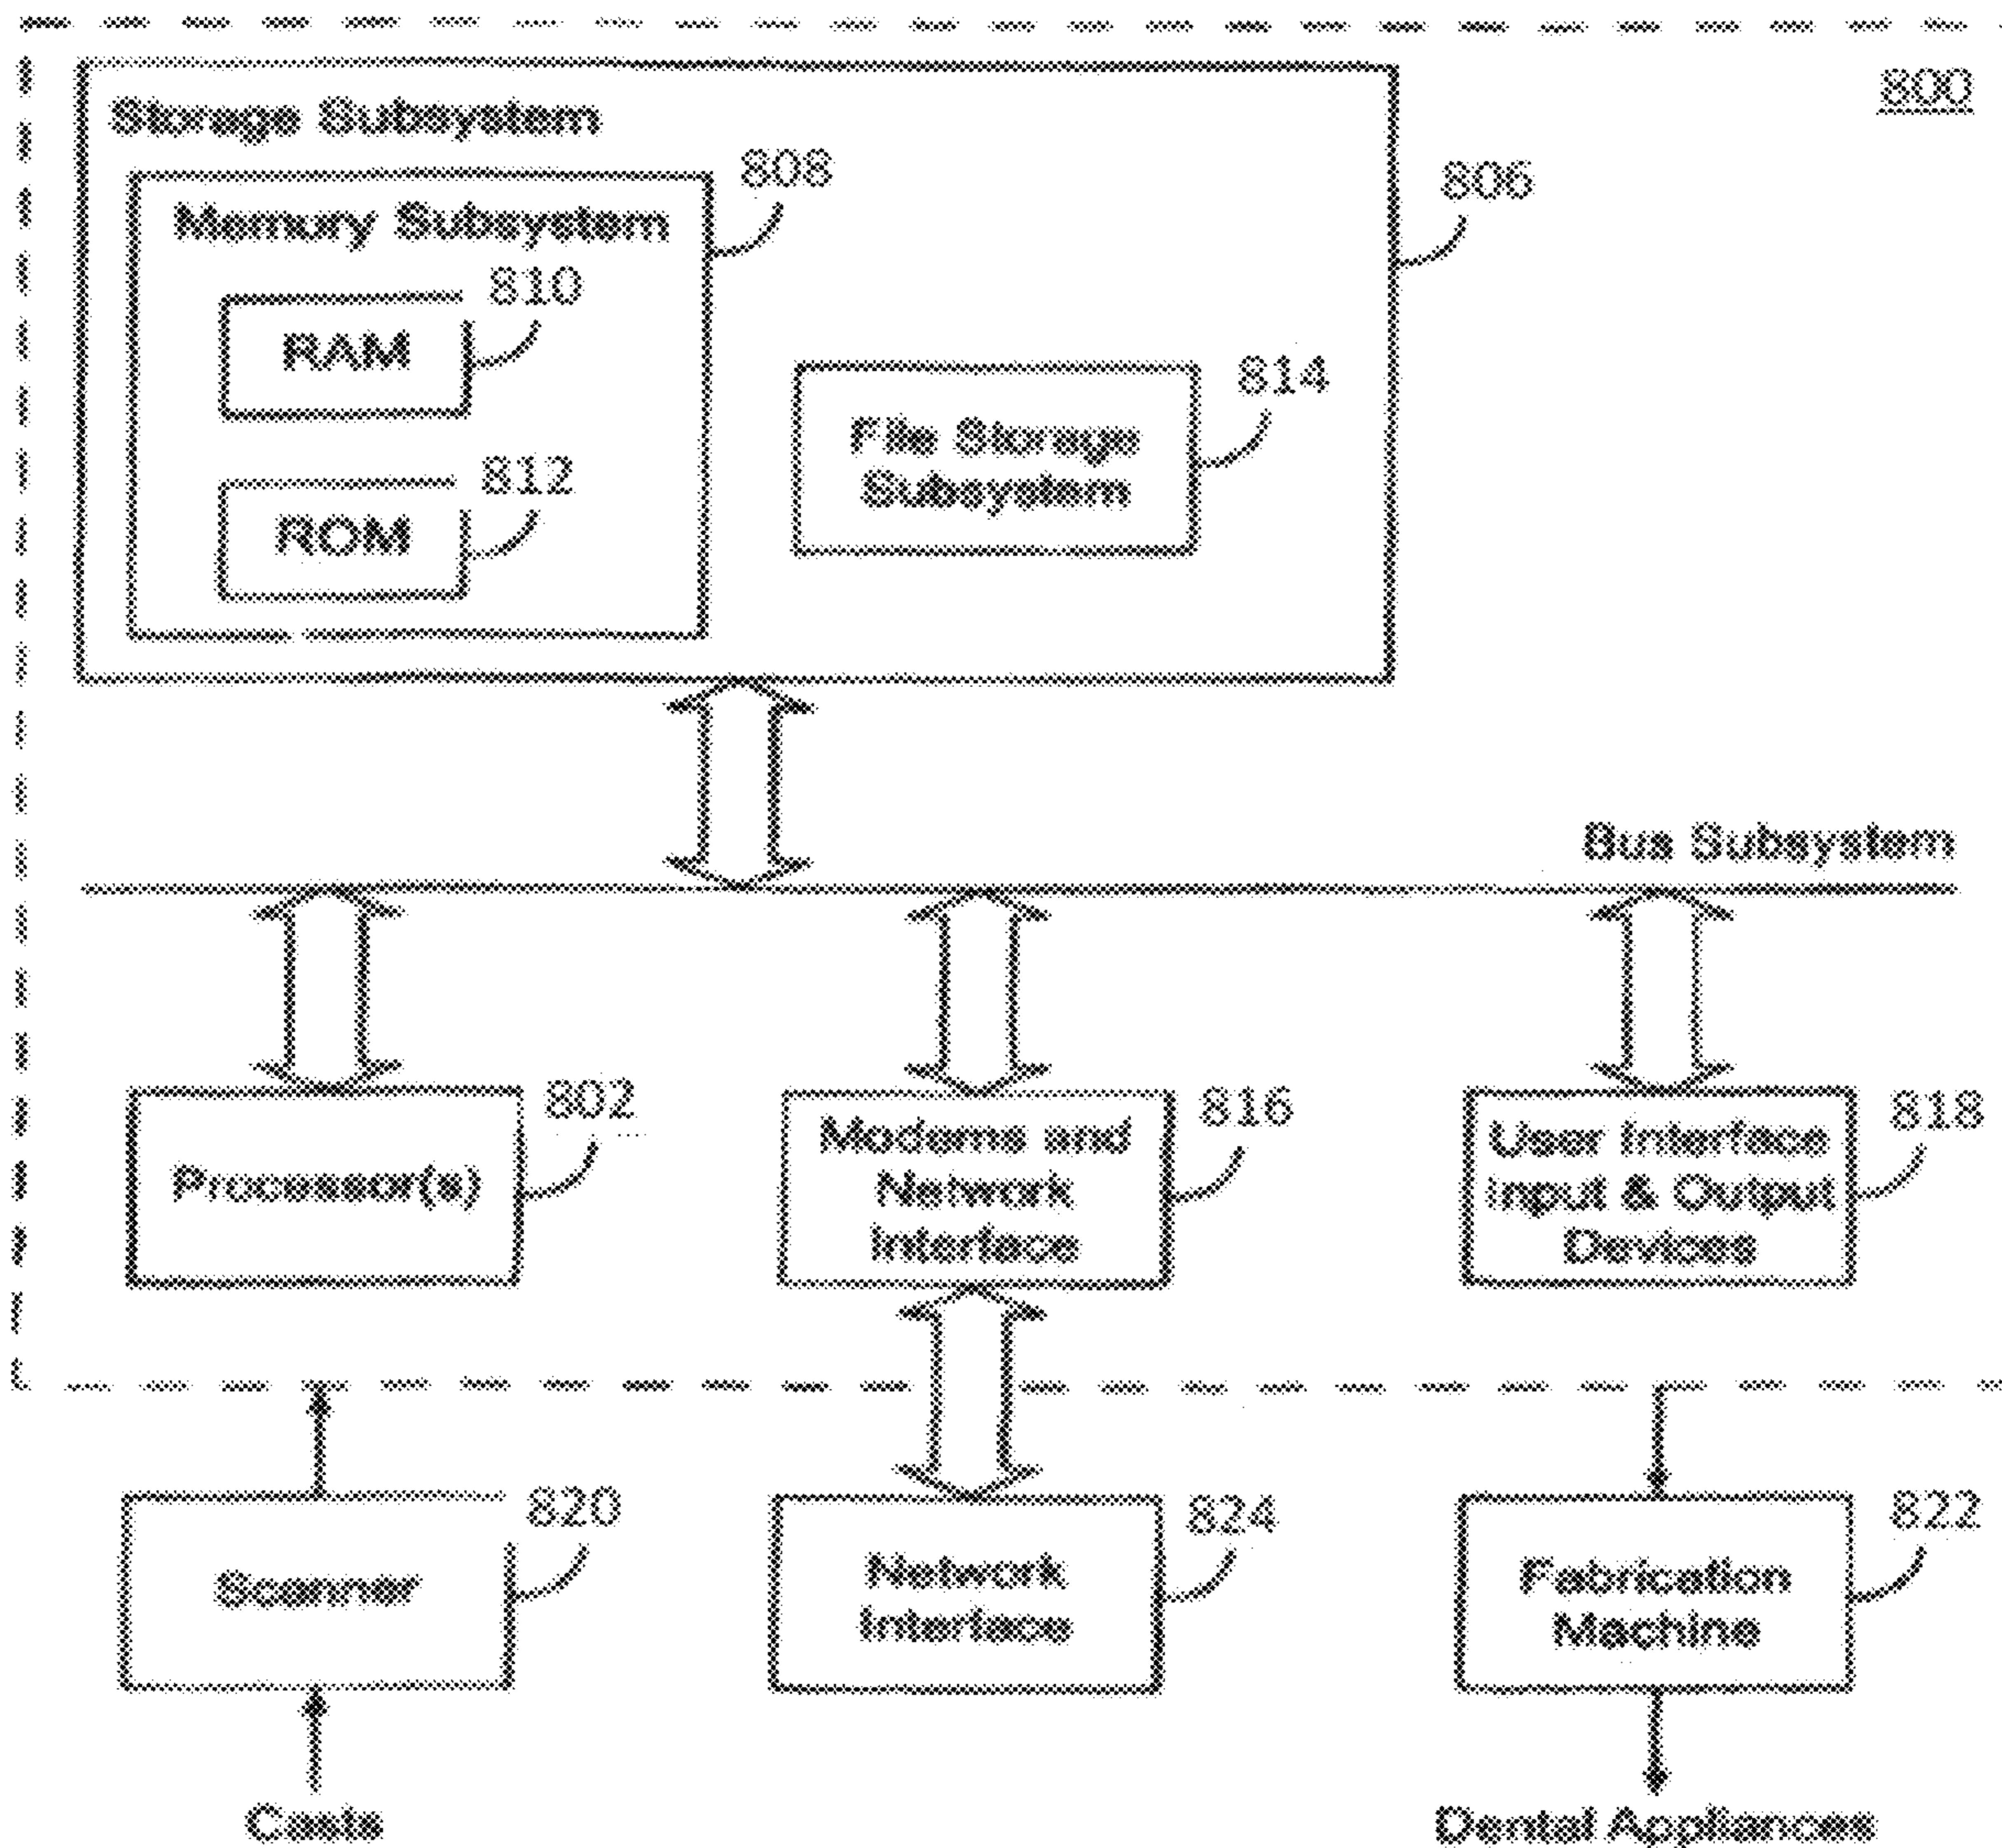 800
Storage Subsystem
808
806
Memory Subsystem
810
RAM
814
File Storage
Subsystem
812
ROM
Bus Subsystem
802
Processor(s)
816
Modems and
Network
Interface
818
User Interface
Input & Output
Devices
820
Scanner
824
Network
Interface
822
Fabrication
Machine
Casts
Dental Appliances